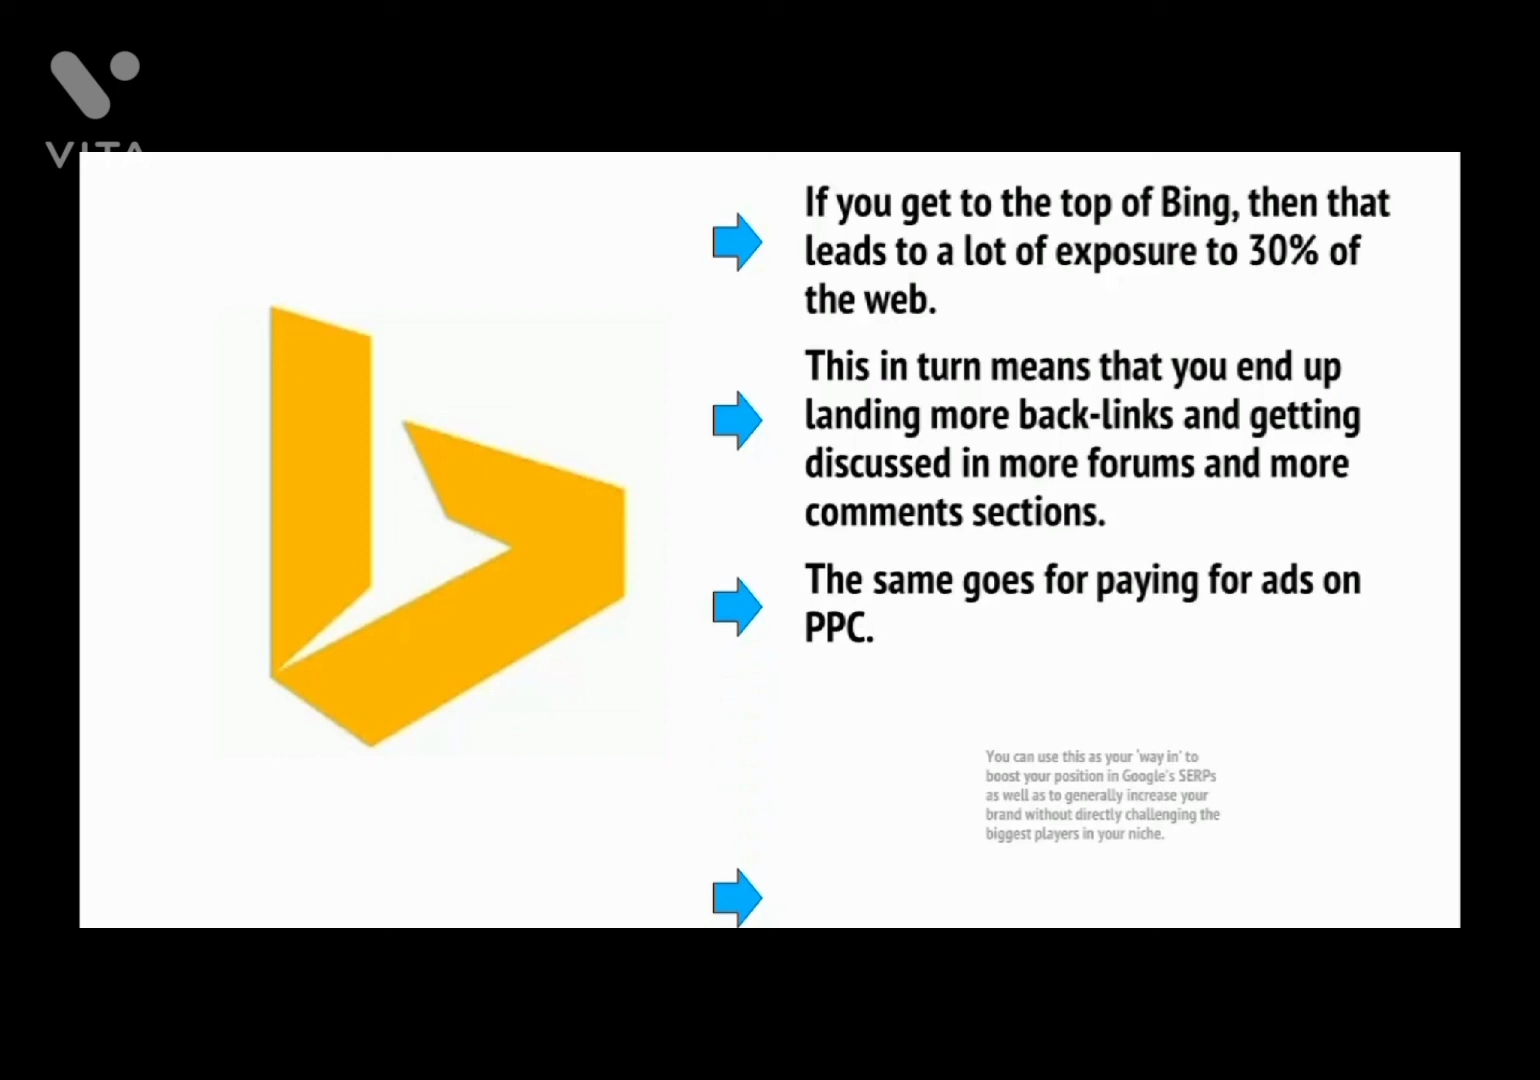 VITA
If you get to the top of Bing, then that
leads to a lot of exposure to 30% of
the web.
This in turn means that you end up
landing more back-links and getting
discussed in more forums and more
comments sections.
The same goes for paying for ads on
PPC.
You can use this as your 'way in' to
boost your position in Google's SERPs
as well as to generally increase your
brand without directly challenging the
biggest players in your niche.